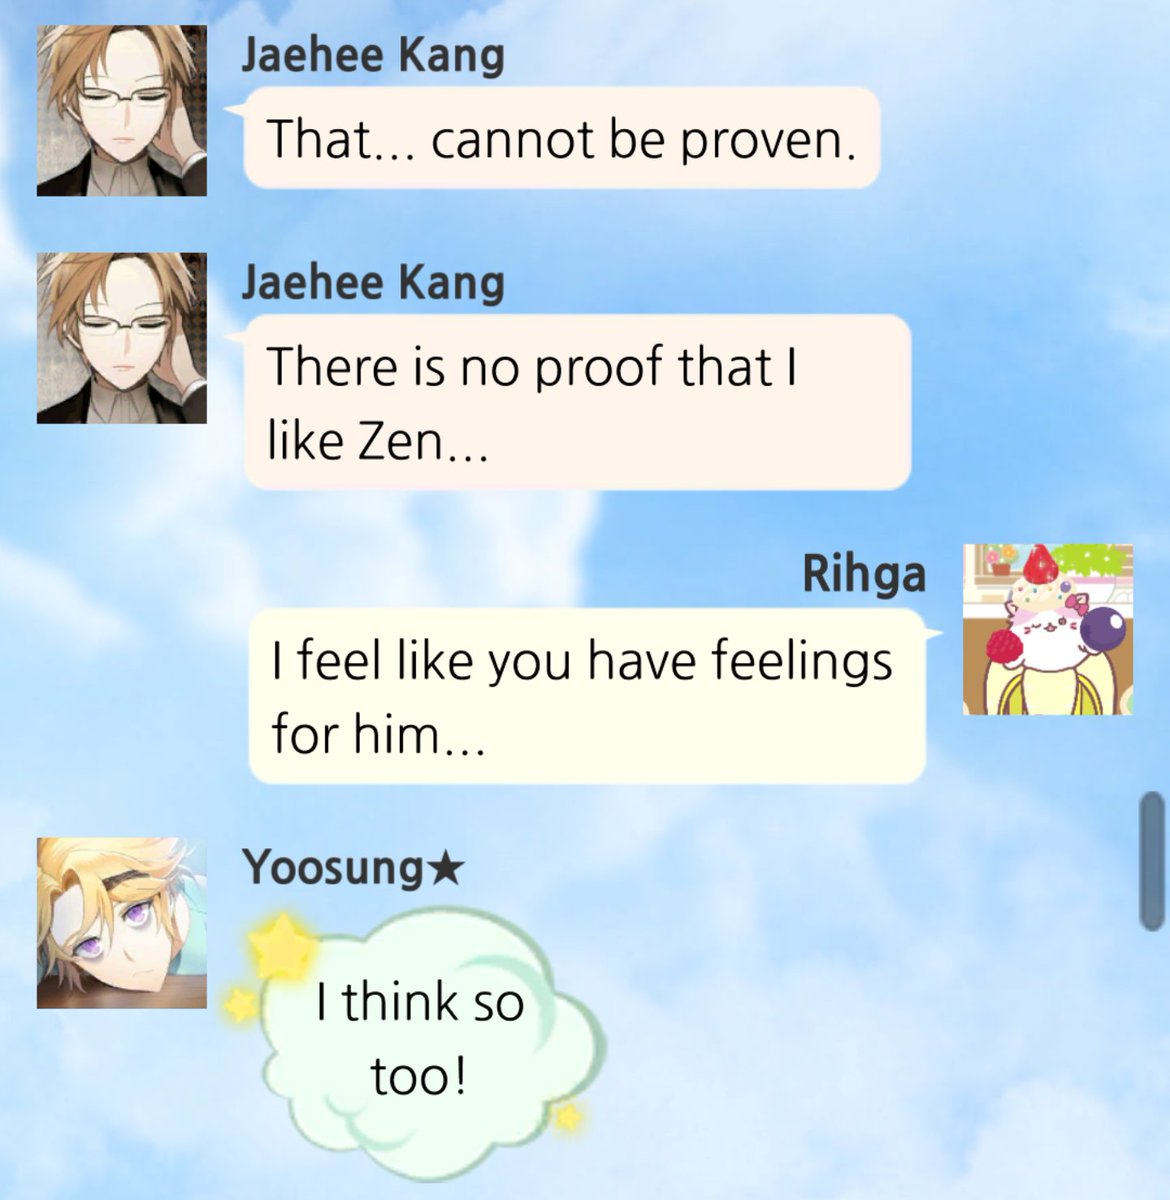 Jaehee Kang
That... cannot be proven.
Jaehee Kang
There is no proof that I
like Zen...
Rihga
I feel like you have feelings
for him...
Yoosung★
I think so
too!